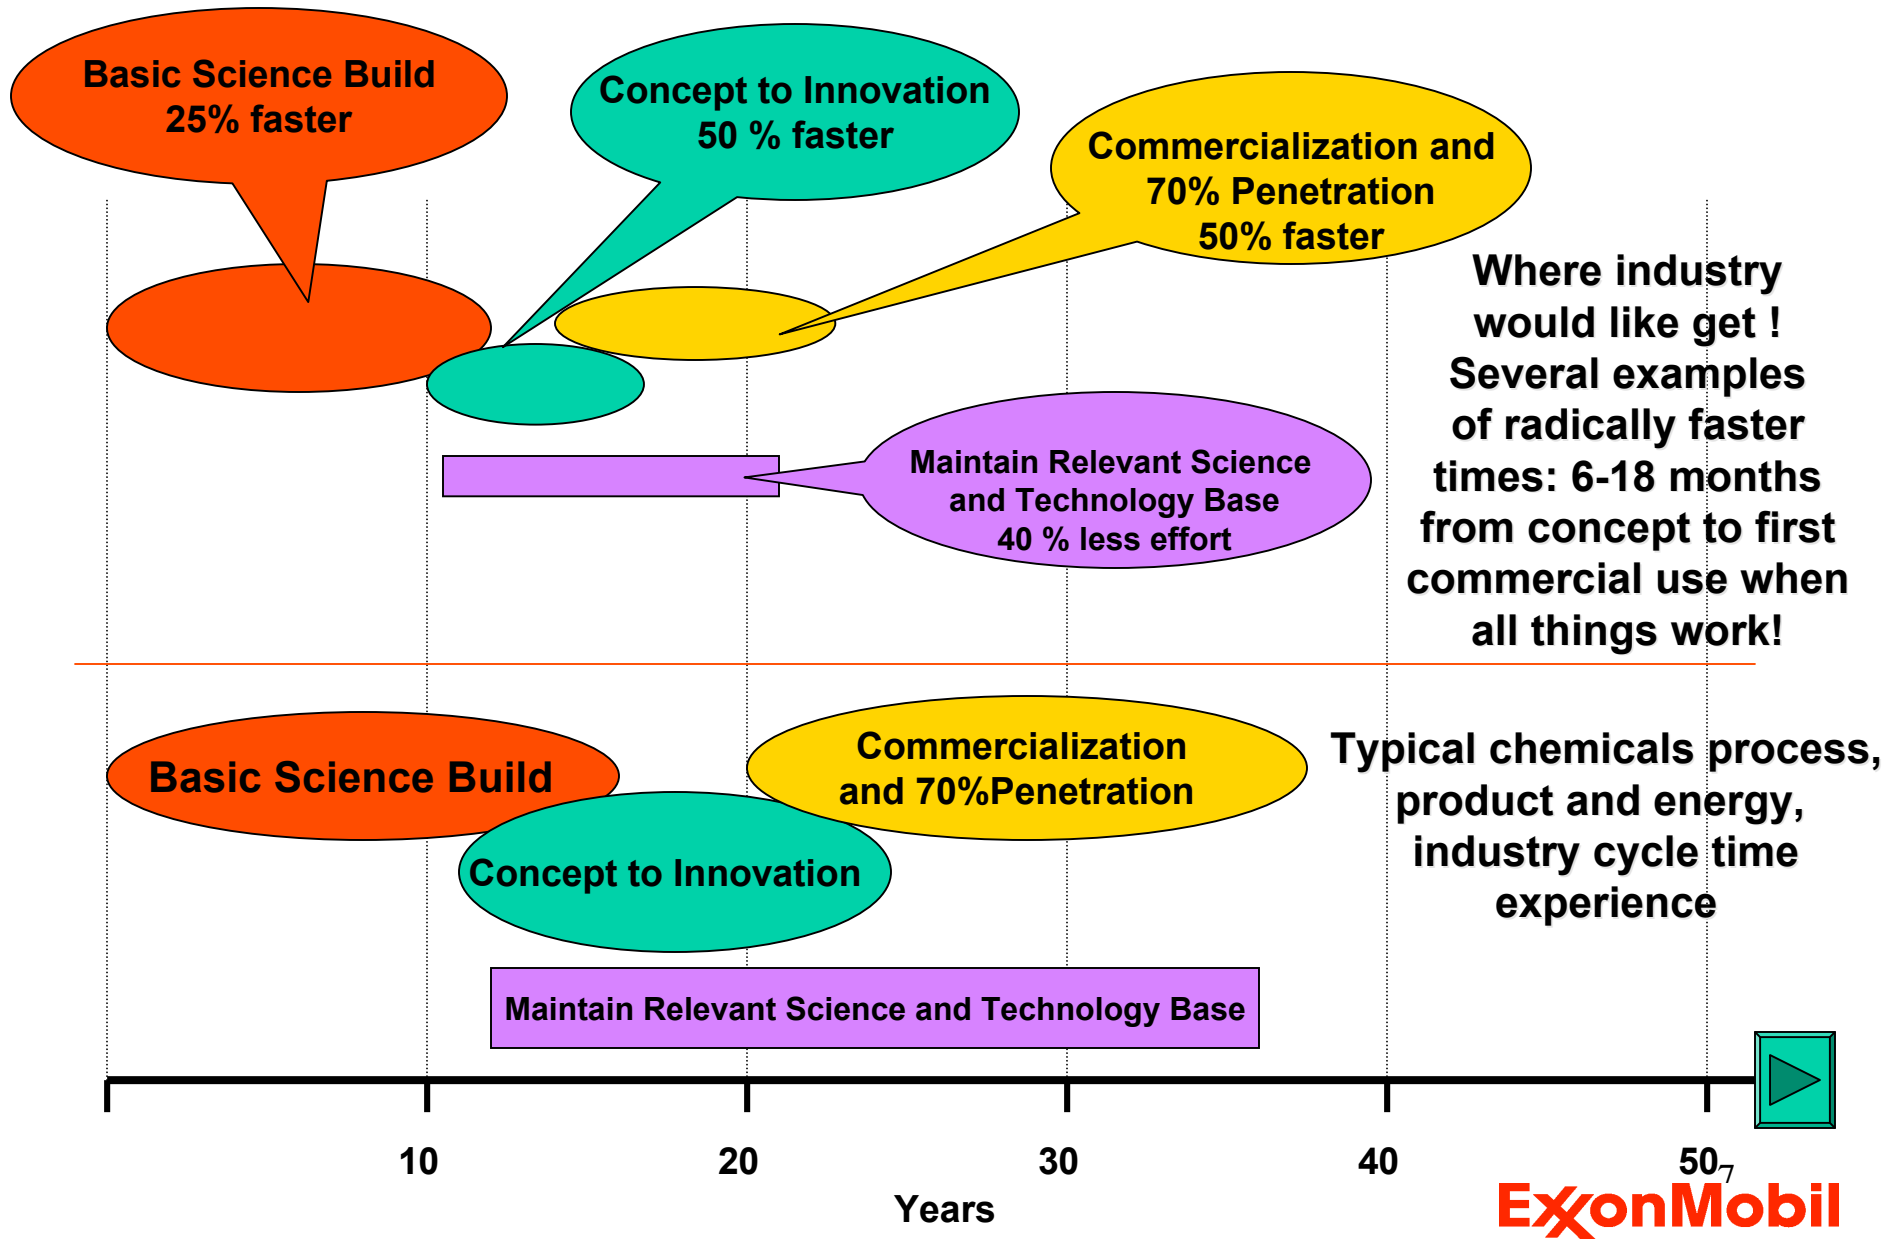 Basic Science Build
25% faster
Concept to Innovation
50 % faster
Commercialization and
70% Penetration
50% faster
Where industry
would like get !
Several examples
of radically faster
times: 6-18 months
from concept to first
commercial use when
all things work!
Maintain Relevant Science
and Technology Base
40 % less effort
Basic Science Build
Commercialization
and 70%Penetration
Concept to Innovation
Typical chemicals process,
product and energy,
industry cycle time
experience
Maintain Relevant Science and Technology Base
10 20 30 40 50
Years
7
ExxonMobil